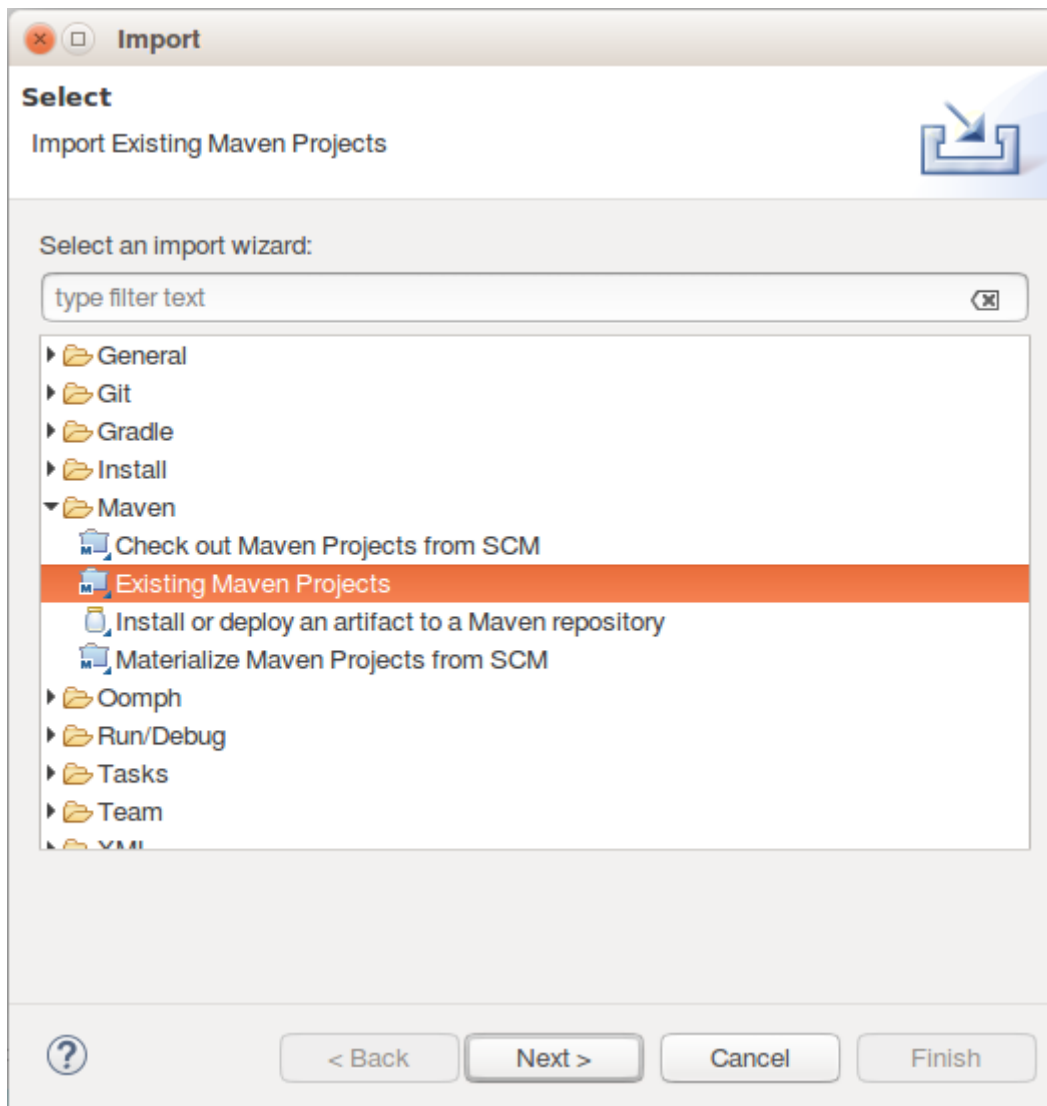 Import
Select
Import Existing Maven Projects
Select an import wizard:
type filter text
General
Git
Gradle
Install
Maven
Check out Maven Projects from SCM
Existing Maven Projects
Install or deploy an artifact to a Maven repository
Materialize Maven Projects from SCM
Oomph
Run/Debug
Tasks
Team
XML
? < Back Next > Cancel Finish